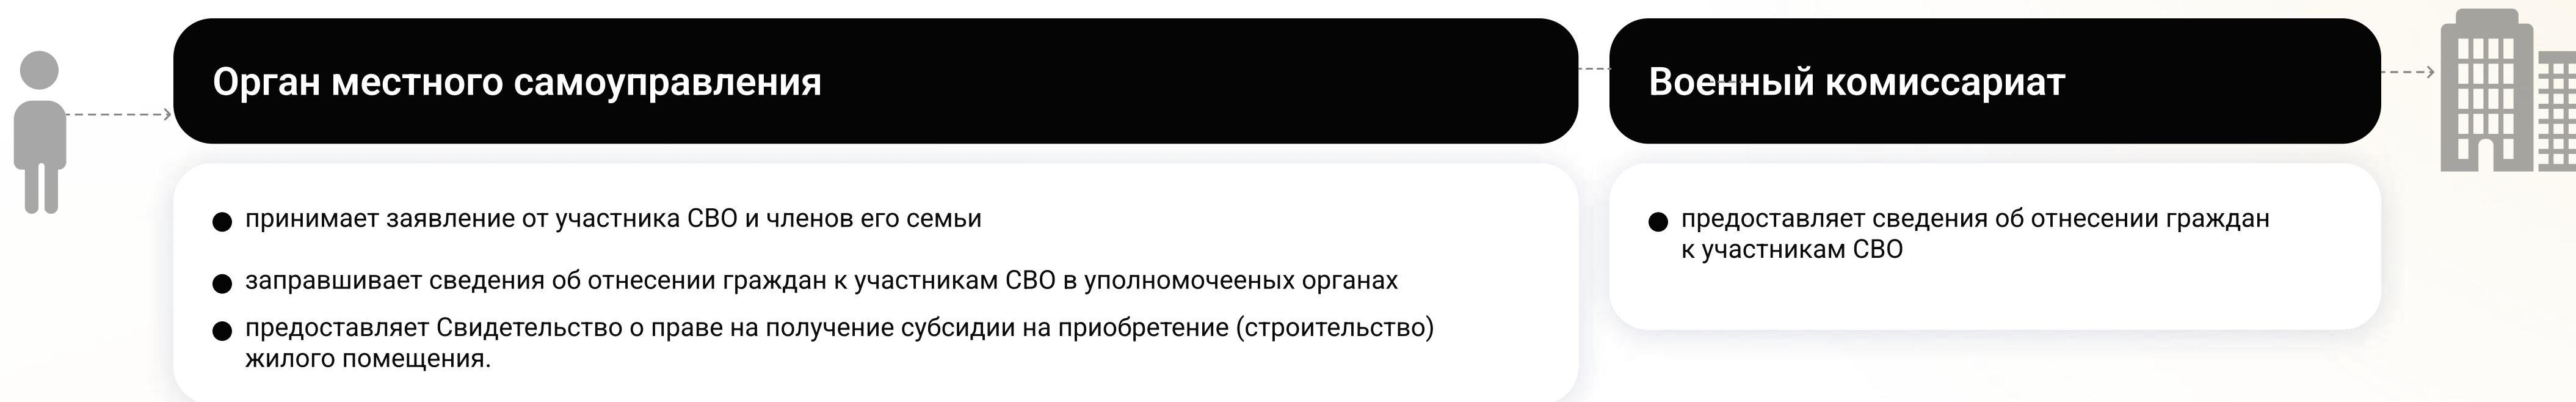 Орган местного самоуправления
принимает заявление от участника СВО и членов его семьи
заправшивает сведения об отнесении граждан к участникам СВО в уполномочееных органах
предоставляет Свидетельство о праве на получение субсидии на приобретение (строительство)
жилого помещения.
Военный комиссариат
предоставляет сведения об отнесении граждан
к участникам СВО